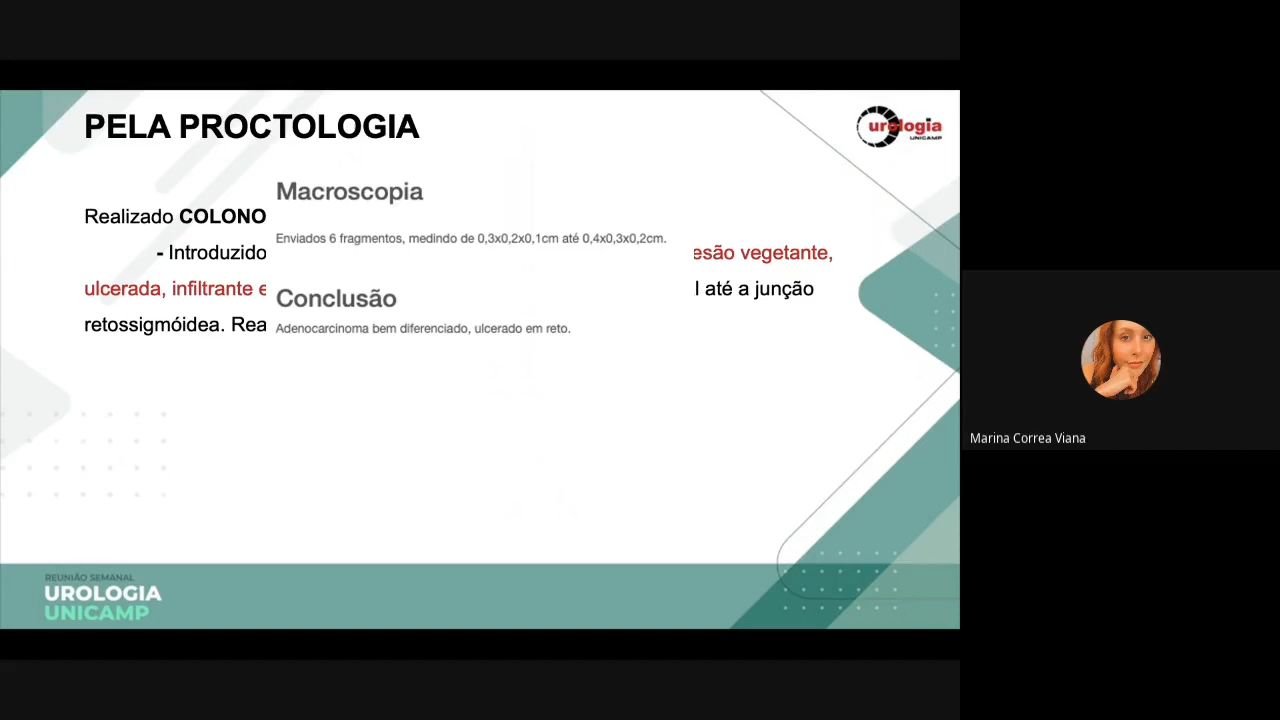 PELA PROCTOLOGIA
urologia
UNICAMP
Macroscopia
Realizado COLONO
Enviados 6 fragmentos, medindo de 0,3x0,2x0,1cm até 0,4x0,3x0,2cm.
- Introduzido esão vegetante,
ulcerada, infiltrante e l até a junção
Conclusão
retossigmóidea. Rea
Adenocarcinoma bem diferenciado, ulcerado em reto.
Marina Correa Viana
REUNIÃO SEMANAL
UROLOGIA
UNICAMP